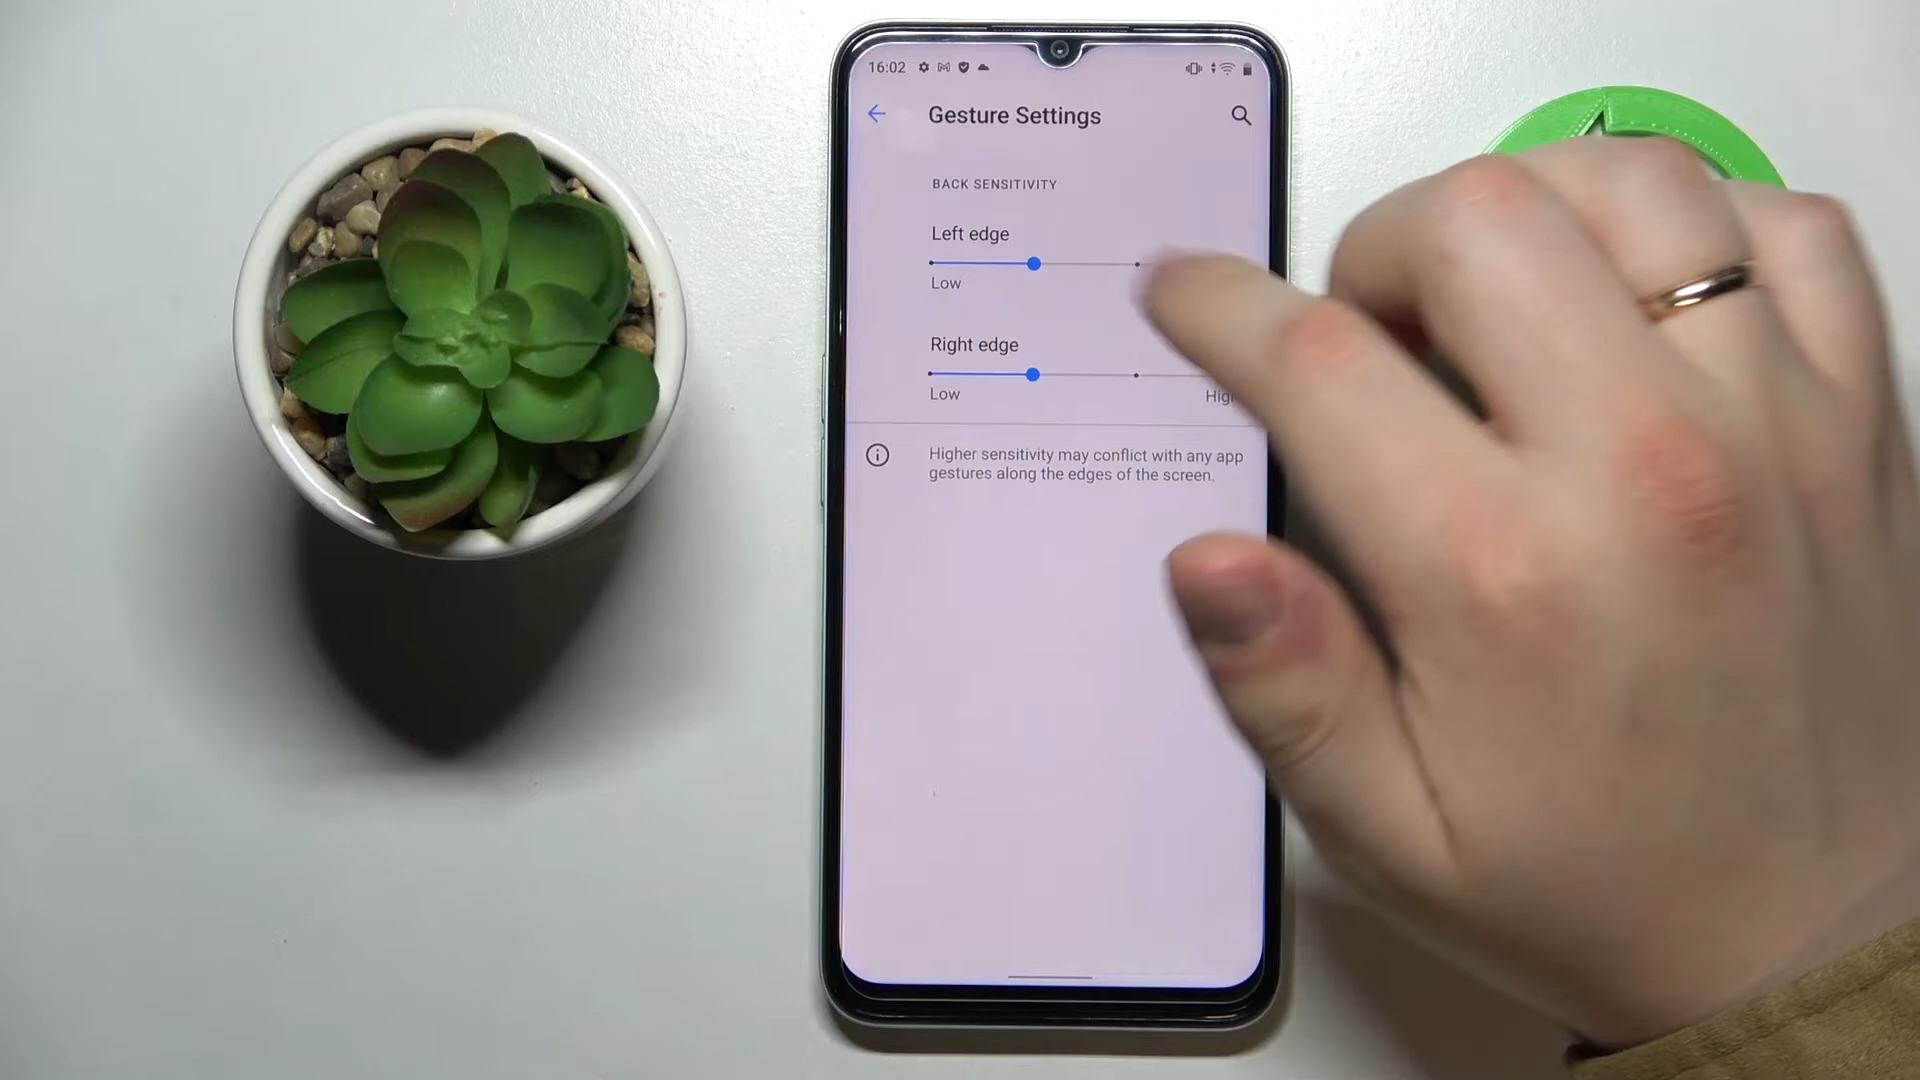 16:02
Gesture Settings
BACK SENSITIVITY
Left edge
Low
Right edge
Low
Hig
Higher sensitivity may conflict with any app
gestures along the edges of the screen.